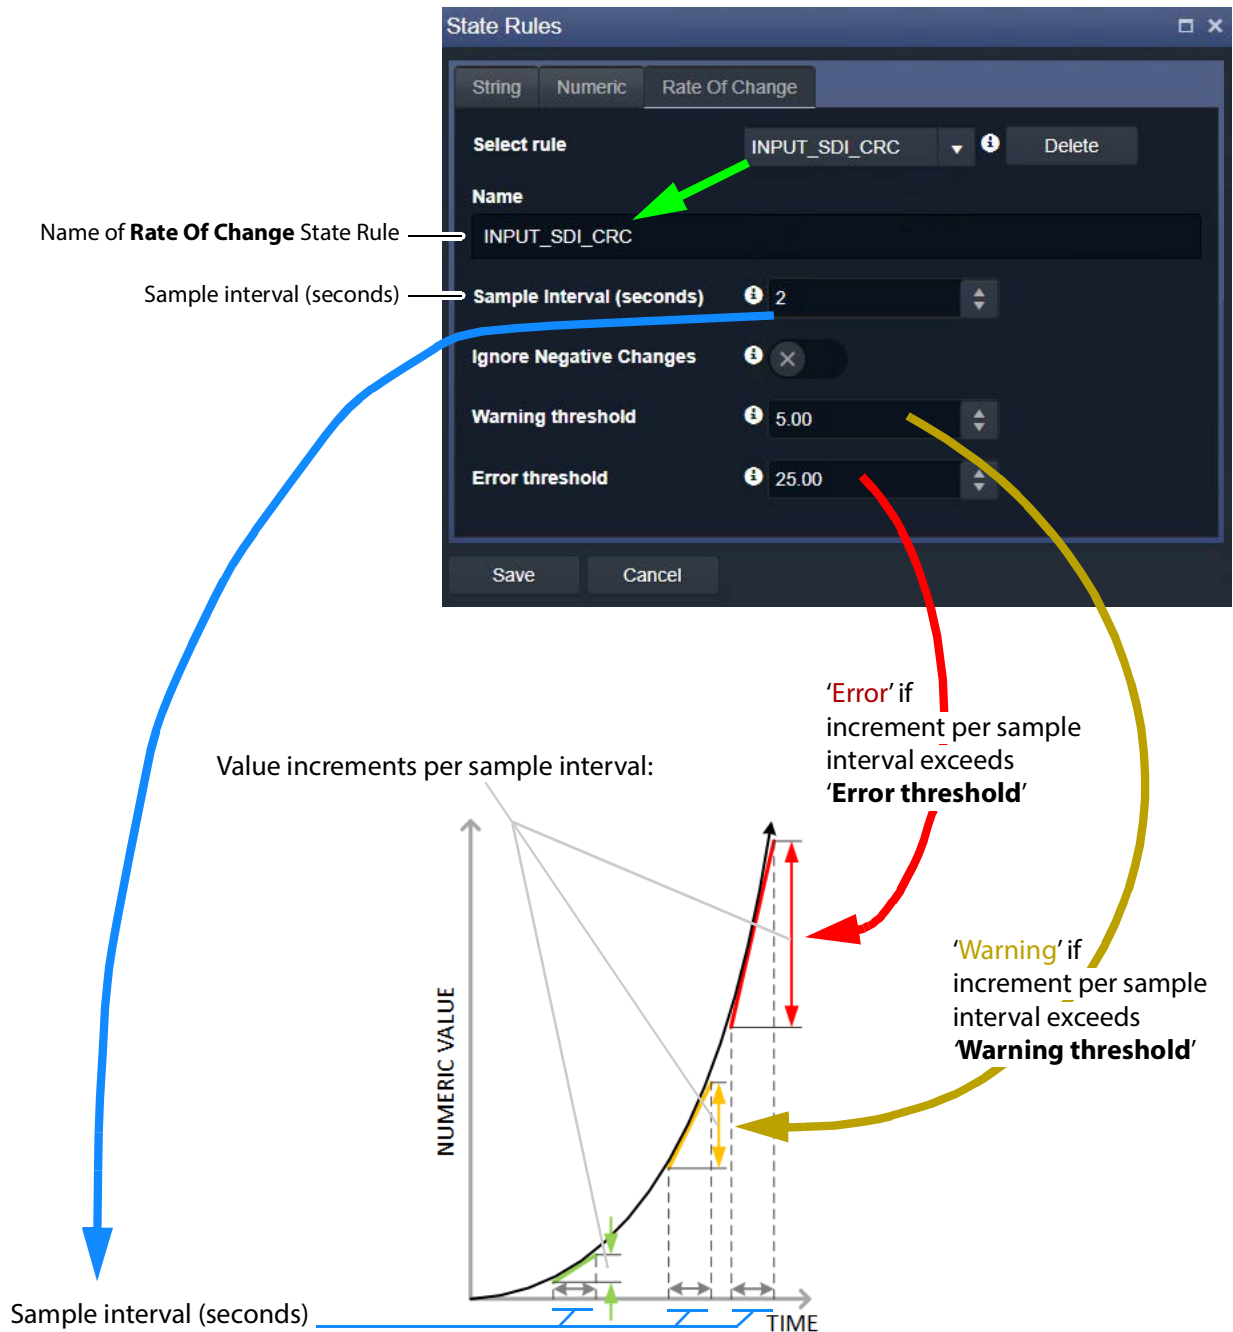 State Rules
String Numeric Rate Of Change
Select rule INPUT_SDI_CRC Delete
Name
Name of Rate Of Change State Rule INPUT_SDI_CRC
Sample interval (seconds) Sample Interval (seconds) 2
Ignore Negative Changes
Warning threshold 5.00
Error threshold 25.00
Save Cancel
‘Error’ if
increment per sample
interval exceeds
‘Error threshold’
Value increments per sample interval:
‘Warning’ if
increment per sample
interval exceeds
‘Warning threshold’
NUMERIC VALUE
Sample interval (seconds)
TIME